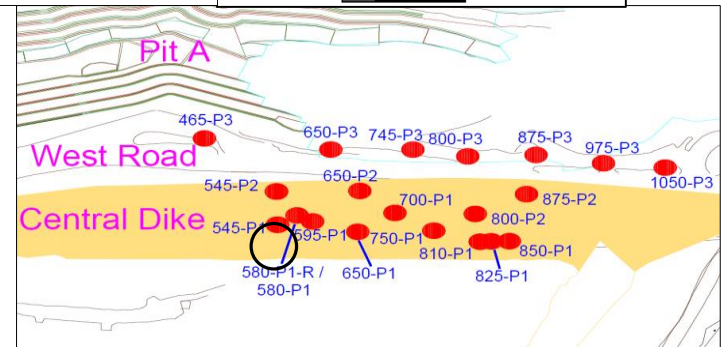 Pit A
465-P3
650-P3
745-P3
800-P3
875-P3
975-P3
1050-P3
West Road
545-P2
650-P2
700-P1
875-P2
Central Dike
545-P1
595-P1
750-P1
800-P2
810-P1
850-P1
580-P1-R /
580-P1
650-P1
825-P1